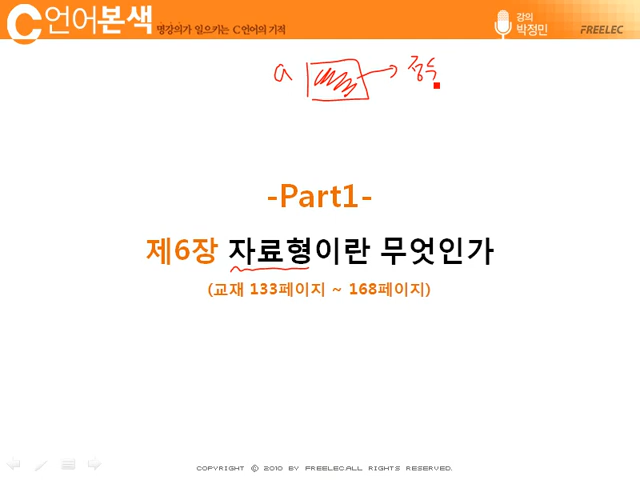 C언어본색 명강의가 일으키는 C언어의 기적
강의
박정민
FREELEC
a 정수
-Part1-
제6장 자료형이란 무엇인가
(교재 133페이지 ~ 168페이지)
COPYRIGHT ⓒ 2010 BY FREELEC.ALL RIGHTS RESERVED.